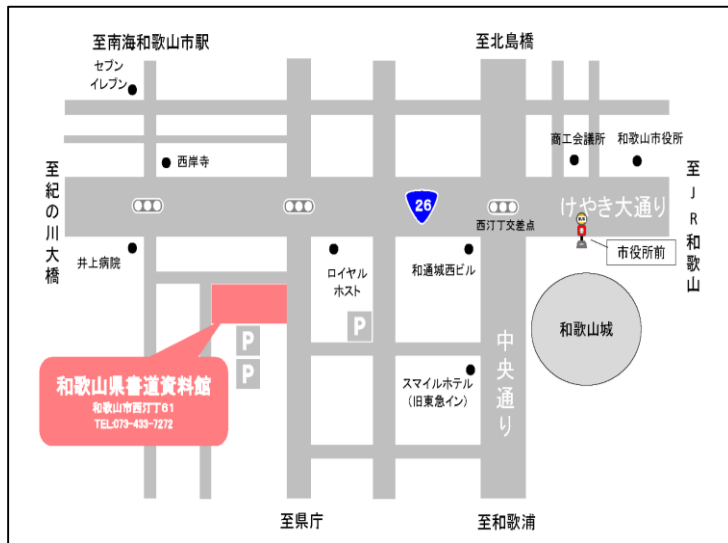 至南海和歌山市駅
至北島橋
セブン
イレブン
商工会議所
和歌山市役所
西岸寺
至紀の川大橋
26
けやき大通り
至JR和歌山
西汀丁交差点
BUS
市役所前
井上病院
ロイヤル
ホスト
和通城西ビル
和歌山城
P
P
P
中央通り
和歌山県書道資料館
和歌山市西汀丁61
TEL:073-433-7272
スマイルホテル
(旧東急イン)
至県庁
至和歌浦